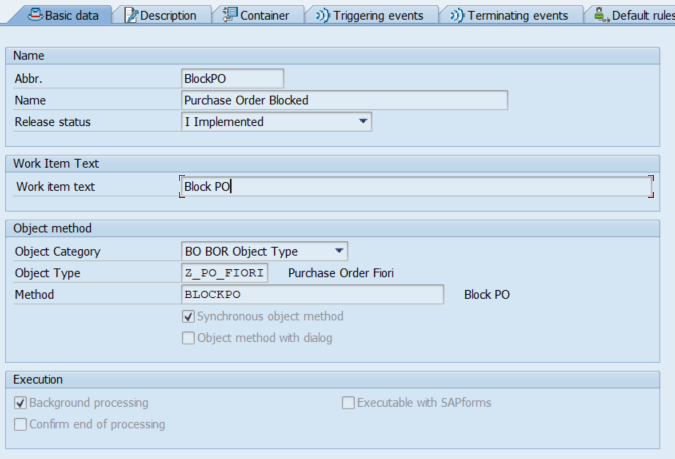 Basic data Description Container Triggering events Terminating events Default rules
Name
Abbr. BlockPO
Name Purchase Order Blocked
Release status I Implemented
Work Item Text
Work item text Block PO
Object method
Object Category BO BOR Object Type
Object Type Z_PO_FIORI Purchase Order Fiori
Method BLOCKPO Block PO
Synchronous object method
Object method with dialog
Execution
Background processing Executable with SAPforms
Confirm end of processing